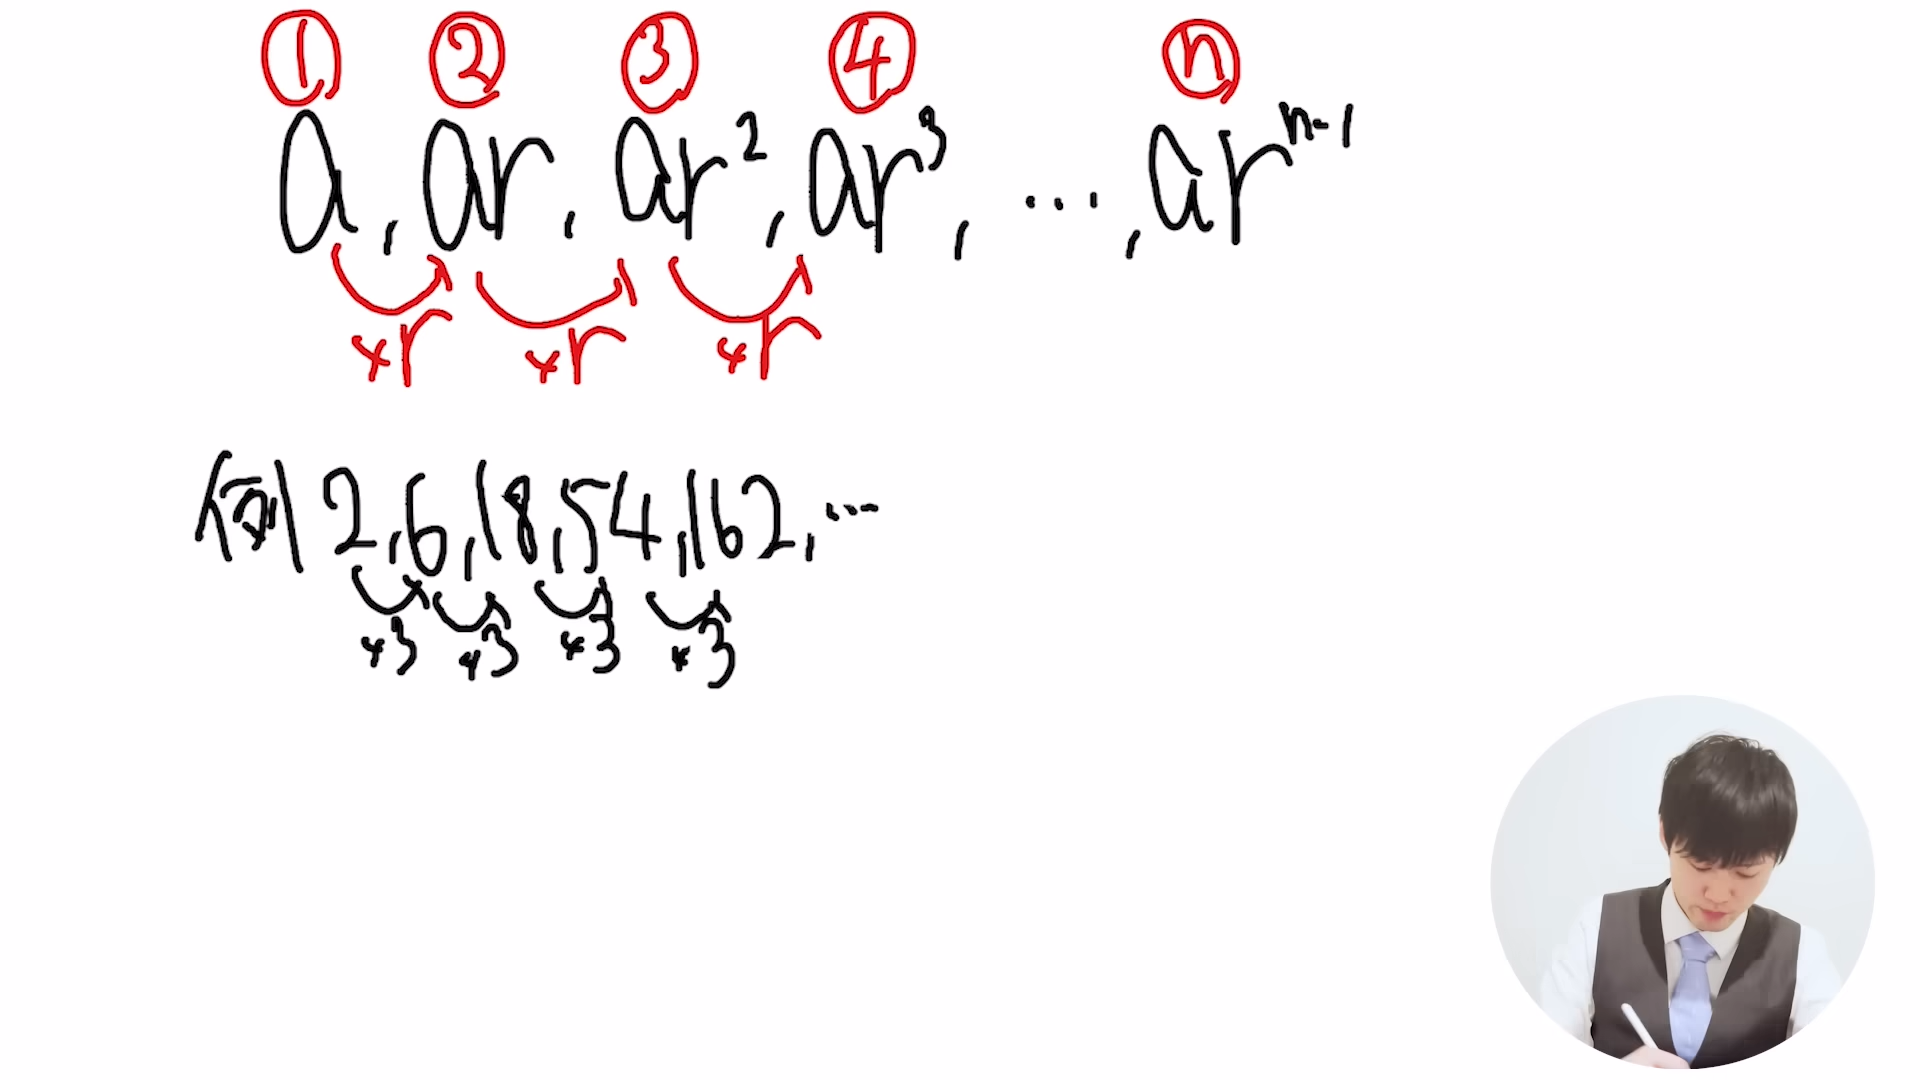 ① ② ③ ④ ⓝ
a, ar, ar², ar³, ⋯, arⁿ⁻¹
×r ×r ×r
例 2, 6, 18, 54, 162, ⋯
×3 ×3 ×3 ×3